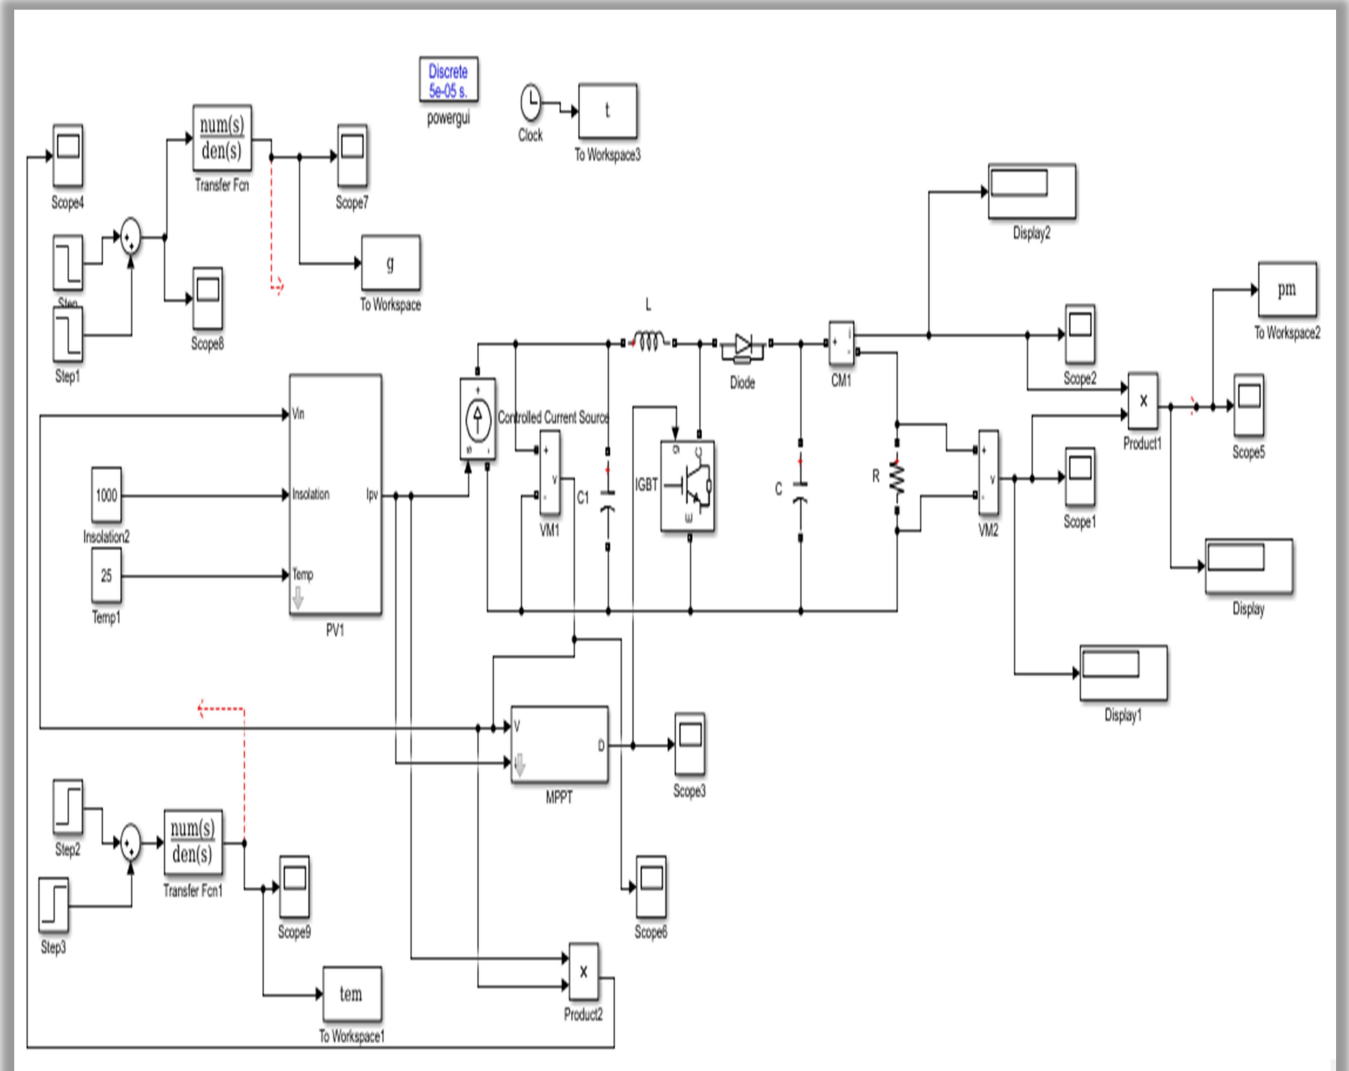 Discrete
5e-05 s.
powergui
Clock
t
To Workspace3
Scope4
num(s)
den(s)
Transfer Fcn
Scope7
Display2
Step
g
To Workspace
Scope8
Step1
pm
To Workspace2
L
Diode
+
i
-
CM1
Scope2
×
Product1
Scope5
Vin
Insolation
Temp
Ipv
PV1
1000
Insolation2
25
Temp1
+
s
-
Controlled Current Source
+
v
-
VM1
C1
IGBT
g
C
E
C
R
+
v
-
VM2
Scope1
Display
Display1
V
D
MPPT
Scope3
Step2
+
+
num(s)
den(s)
Transfer Fcn1
Step3
Scope9
Scope6
tem
To Workspace1
×
Product2